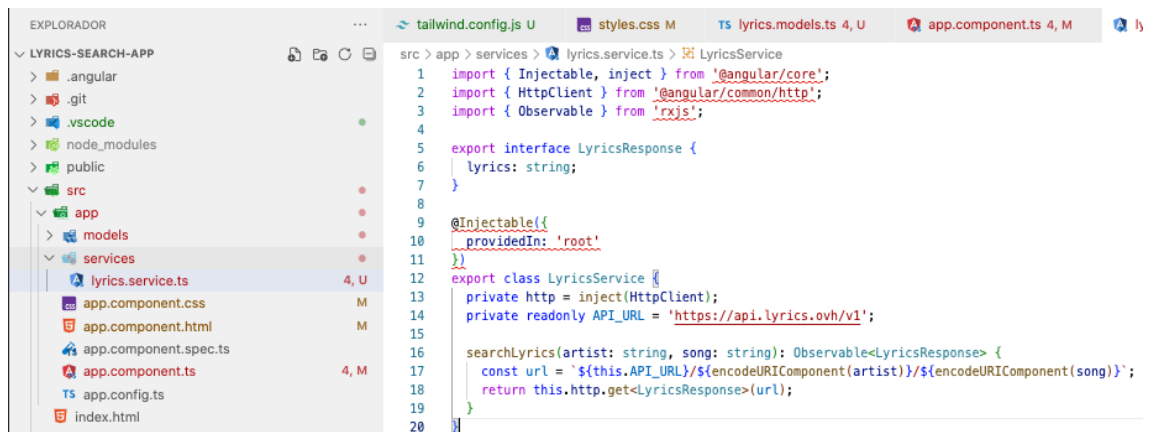 EXPLORADOR
LYRICS-SEARCH-APP
.angular
.git
.vscode
node_modules
public
src
app
models
services
lyrics.service.ts 4, U
app.component.css M
app.component.html M
app.component.spec.ts
app.component.ts 4, M
TS app.config.ts
index.html
tailwind.config.js U
styles.css M
TS lyrics.models.ts 4, U
app.component.ts 4, M
src > app > services > lyrics.service.ts > LyricsService
1 import { Injectable, inject } from '@angular/core';
2 import { HttpClient } from '@angular/common/http';
3 import { Observable } from 'rxjs';
4
5 export interface LyricsResponse {
6 lyrics: string;
7 }
8
9 @Injectable({
10 providedIn: 'root'
11 })
12 export class LyricsService {
13 private http = inject(HttpClient);
14 private readonly API_URL = 'https://api.lyrics.ovh/v1';
15
16 searchLyrics(artist: string, song: string): Observable<LyricsResponse> {
17 const url = `${this.API_URL}/${encodeURIComponent(artist)}/${encodeURIComponent(song)}`;
18 return this.http.get<LyricsResponse>(url);
19 }
20 }